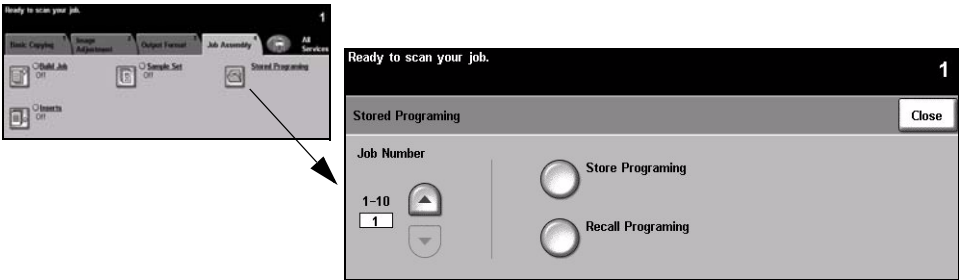 Ready to scan your job.
1
Basic Copying
Image Adjustment
Output Format
Job Assembly
All Services
Build Job
Off
Sample Set
Off
Stored Programing
Inserts
Off
Ready to scan your job.
1
Stored Programing
Close
Job Number
1-10
1
Store Programing
Recall Programing